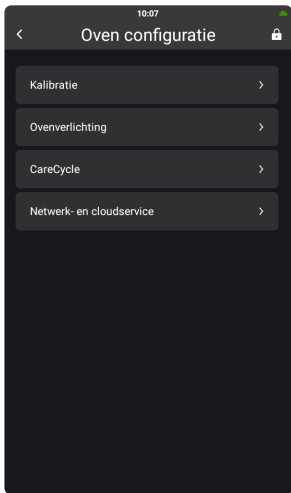 10:07
Oven configuratie
Kalibratie
Ovenverlichting
CareCycle
Netwerk- en cloudservice